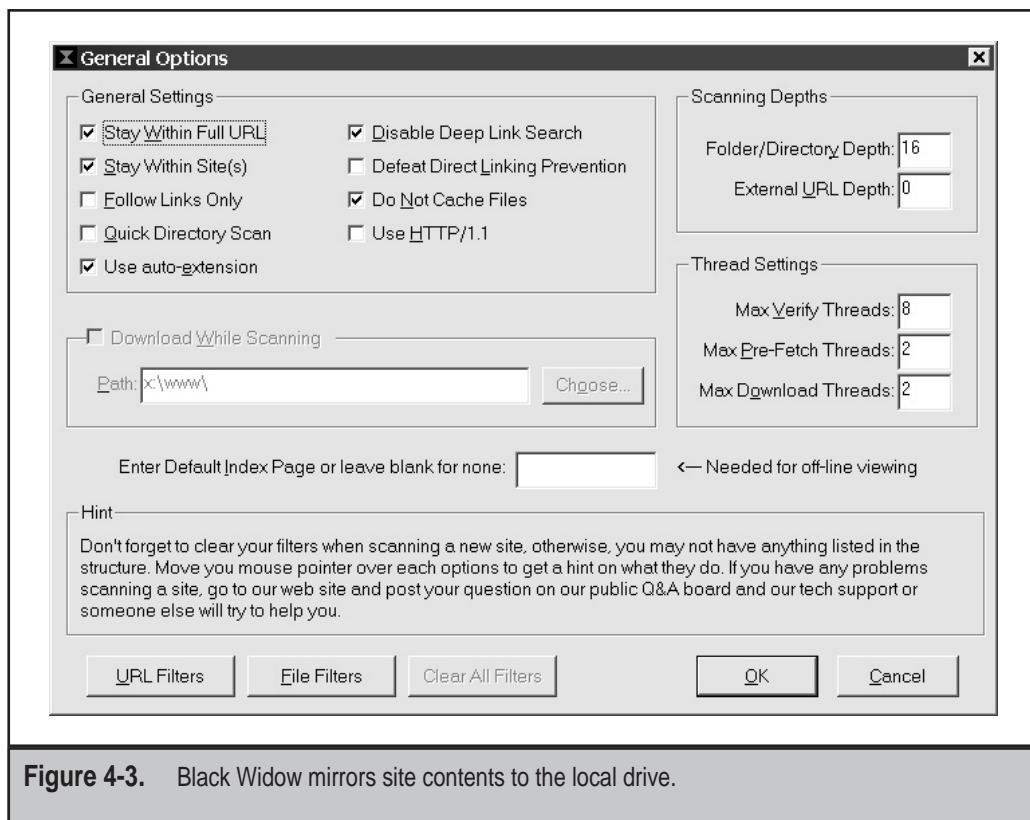 General Options
General Settings
Stay Within Full URL
Stay Within Site(s)
Follow Links Only
Quick Directory Scan
Use auto-extension
Disable Deep Link Search
Defeat Direct Linking Prevention
Do Not Cache Files
Use HTTP/1.1
Scanning Depths
Folder/Directory Depth: 16
External URL Depth: 0
Thread Settings
Max Verify Threads: 8
Max Pre-Fetch Threads: 2
Max Download Threads: 2
Download While Scanning
Path: x:\www\
Choose...
Enter Default Index Page or leave blank for none:
<— Needed for off-line viewing
Hint
Don't forget to clear your filters when scanning a new site, otherwise, you may not have anything listed in the
structure. Move you mouse pointer over each options to get a hint on what they do. If you have any problems
scanning a site, go to our web site and post your question on our public Q&A board and our tech support or
someone else will try to help you.
URL Filters
File Filters
Clear All Filters
OK
Cancel
Figure 4-3. Black Widow mirrors site contents to the local drive.